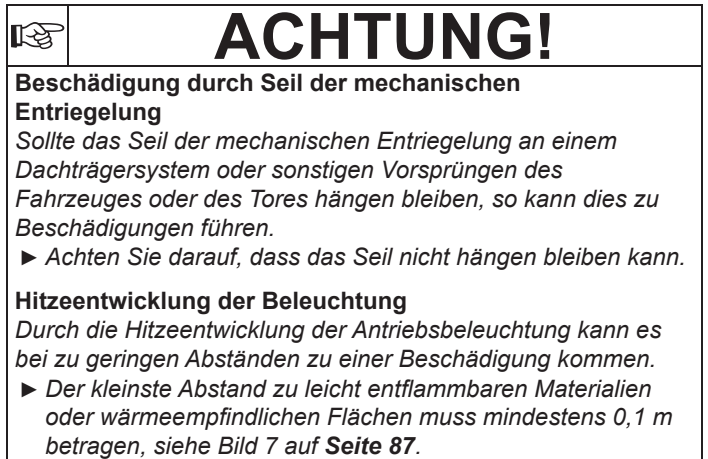 ACHTUNG!
Beschädigung durch Seil der mechanischen
Entriegelung
Sollte das Seil der mechanischen Entriegelung an einem
Dachträgersystem oder sonstigen Vorsprüngen des
Fahrzeuges oder des Tores hängen bleiben, so kann dies zu
Beschädigungen führen.
► Achten Sie darauf, dass das Seil nicht hängen bleiben kann.
Hitzeentwicklung der Beleuchtung
Durch die Hitzeentwicklung der Antriebsbeleuchtung kann es
bei zu geringen Abständen zu einer Beschädigung kommen.
► Der kleinste Abstand zu leicht entflammbaren Materialien
oder wärmeempfindlichen Flächen muss mindestens 0,1 m
betragen, siehe Bild 7 auf Seite 87.